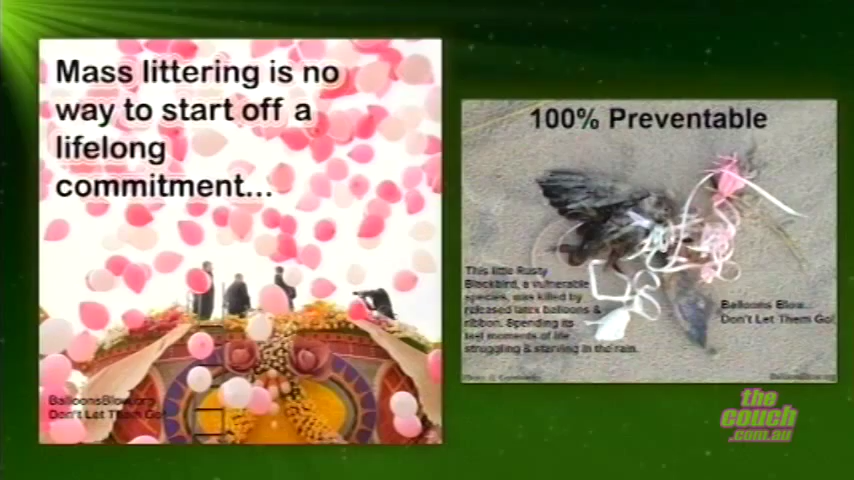 Mass littering is no
way to start off a
lifelong
commitment...
BalloonsBlow.org
Don't Let Them Go!
100% Preventable
This little Rusty
Blackbird, a vulnerable
species, was killed by
released latex balloons &
ribbon. Spending its
last moments of life
struggling & starving in the rain.
Balloons Blow...
Don't Let Them Go!
BalloonsBlow.org
the
couch
.com.au